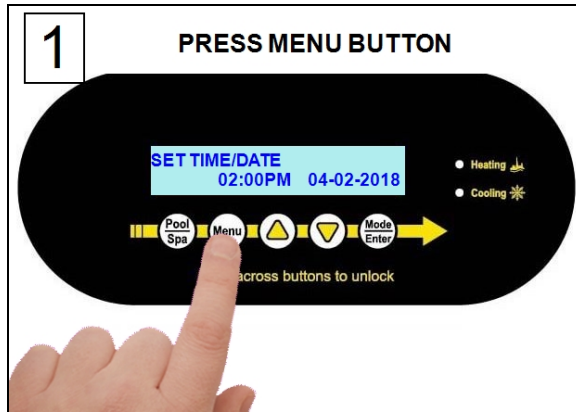 1
PRESS MENU BUTTON
SET TIME/DATE
02:00PM 04-02-2018
Heating
Cooling
Pool
Spa
Menu
Mode
Enter
across buttons to unlock